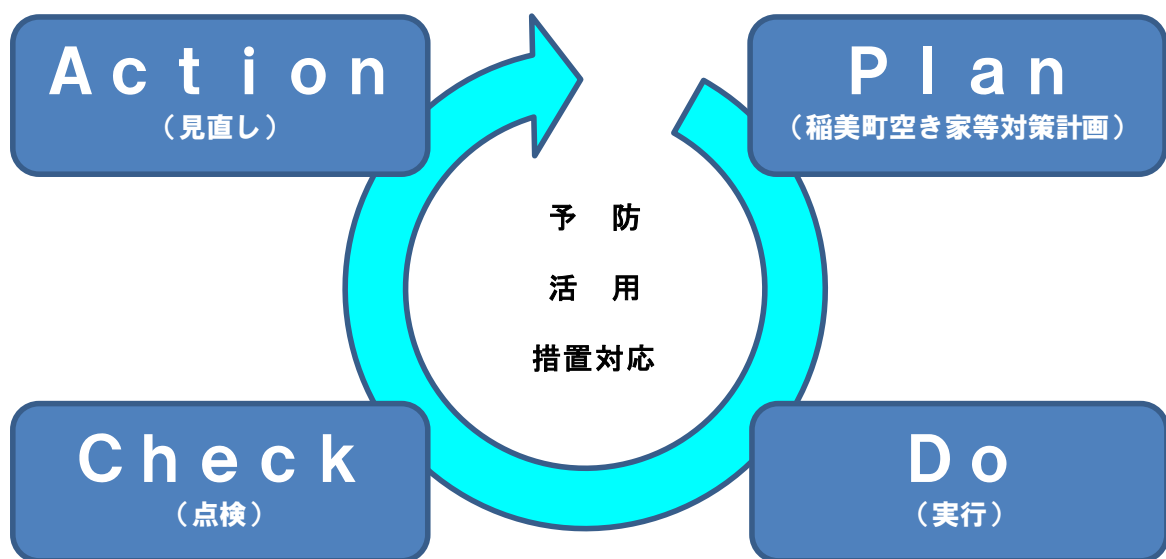 Action
（見直し）
Plan
（稲美町空き家等対策計画）
予　防
活　用
措置対応
Check
（点検）
Do
（実行）